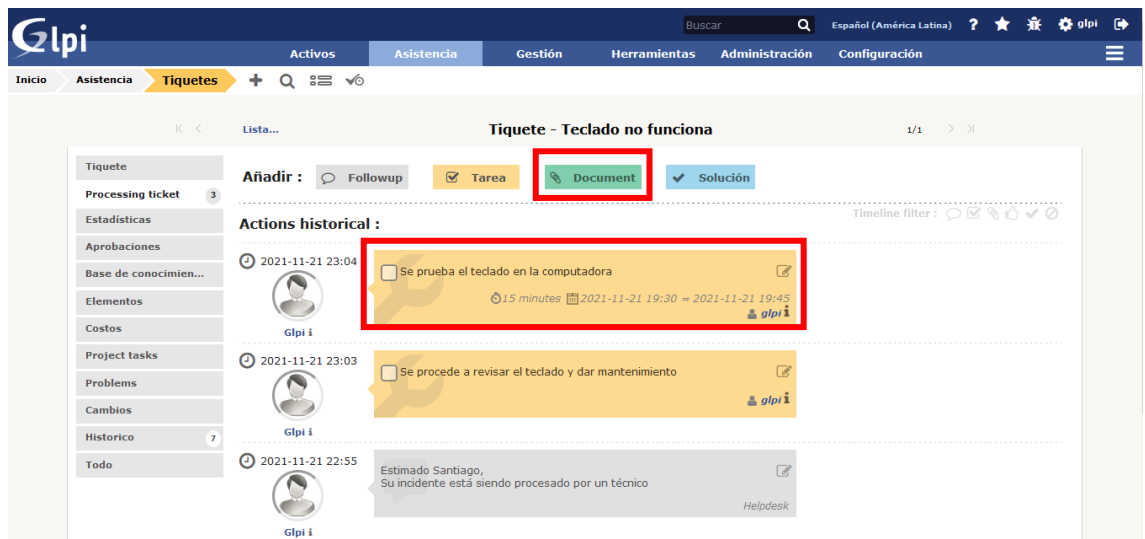 Glpi
Buscar
Español (América Latina) ? glpi
Activos Asistencia Gestión Herramientas Administración Configuración
Inicio Asistencia Tiquetes
Lista... Tiquete - Teclado no funciona 1/1
Tiquete
Processing ticket 3
Estadísticas
Aprobaciones
Base de conocimien...
Elementos
Costos
Project tasks
Problems
Cambios
Historico 7
Todo
Añadir : Followup Tarea Document Solución
Actions historical :
Timeline filter :
2021-11-21 23:04
Glpi i
Se prueba el teclado en la computadora
15 minutes 2021-11-21 19:30 ⇒ 2021-11-21 19:45
glpi i
2021-11-21 23:03
Glpi i
Se procede a revisar el teclado y dar mantenimiento
glpi i
2021-11-21 22:55
Glpi i
Estimado Santiago,
Su incidente está siendo procesado por un técnico
Helpdesk